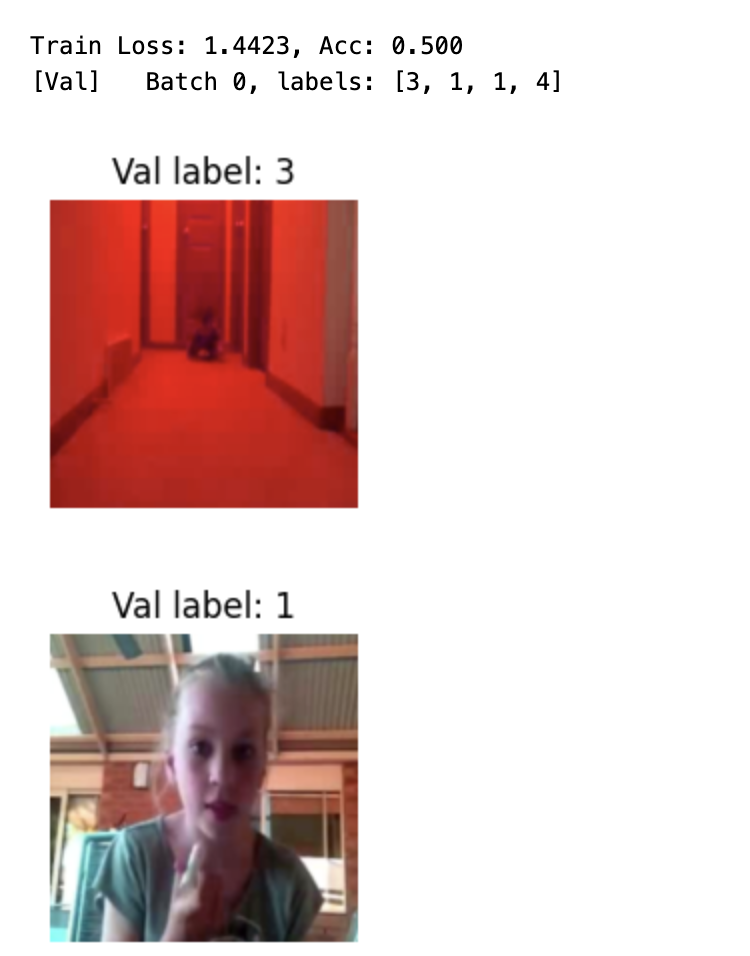 Train Loss: 1.4423, Acc: 0.500
[Val]   Batch 0, labels: [3, 1, 1, 4]
Val label: 3
Val label: 1